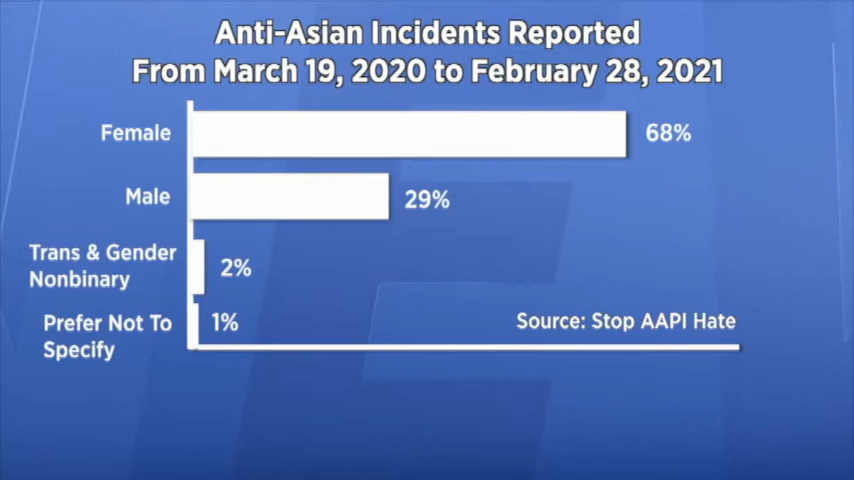 Anti-Asian Incidents Reported
From March 19, 2020 to February 28, 2021
Female
68%
Male
29%
Trans & Gender
Nonbinary
2%
Prefer Not To
Specify
1%
Source: Stop AAPI Hate